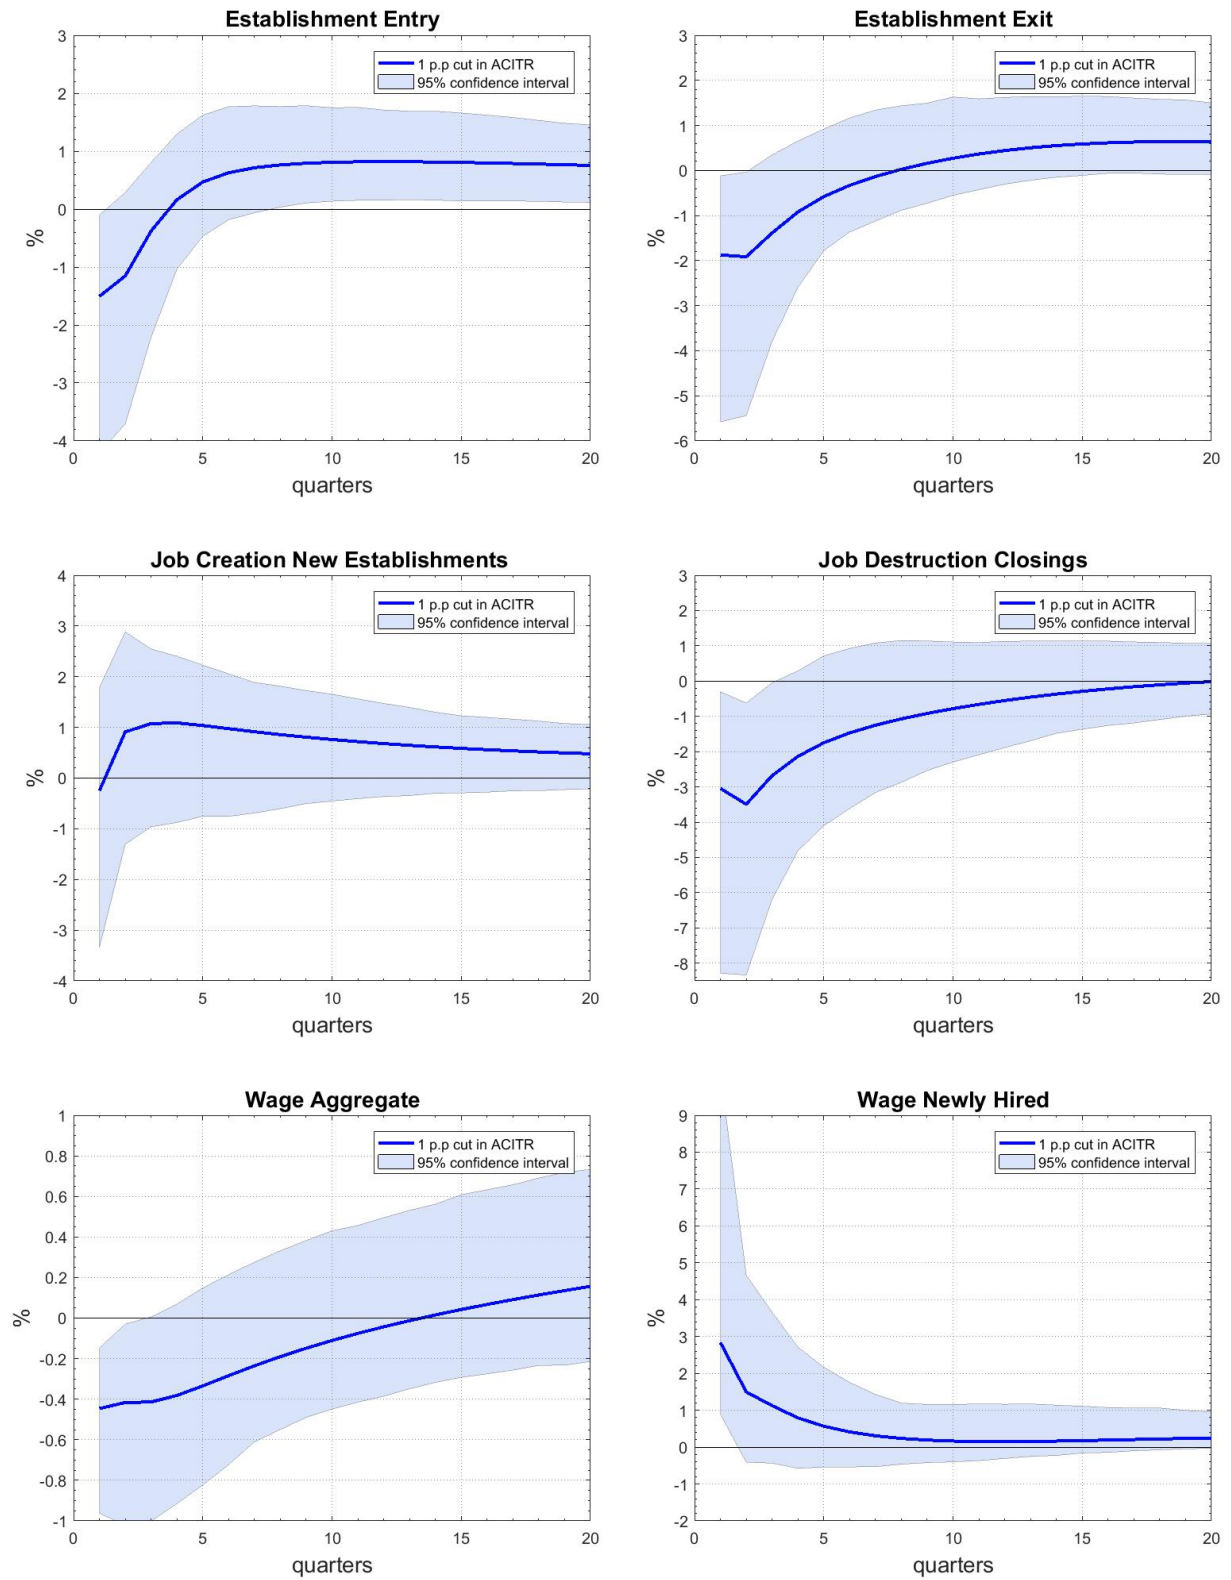 Establishment Entry
3
2
1
0
-1
-2
-3
-4
%
1 p.p cut in ACITR
95% confidence interval
0 5 10 15 20
quarters
Establishment Exit
3
2
1
0
-1
-2
-3
-4
-5
-6
%
1 p.p cut in ACITR
95% confidence interval
0 5 10 15 20
quarters
Job Creation New Establishments
4
3
2
1
0
-1
-2
-3
-4
%
1 p.p cut in ACITR
95% confidence interval
0 5 10 15 20
quarters
Job Destruction Closings
3
2
1
0
-1
-2
-3
-4
-5
-6
-7
-8
%
1 p.p cut in ACITR
95% confidence interval
0 5 10 15 20
quarters
Wage Aggregate
1
0.8
0.6
0.4
0.2
0
-0.2
-0.4
-0.6
-0.8
-1
%
1 p.p cut in ACITR
95% confidence interval
0 5 10 15 20
quarters
Wage Newly Hired
9
8
7
6
5
4
3
2
1
0
-1
-2
%
1 p.p cut in ACITR
95% confidence interval
0 5 10 15 20
quarters